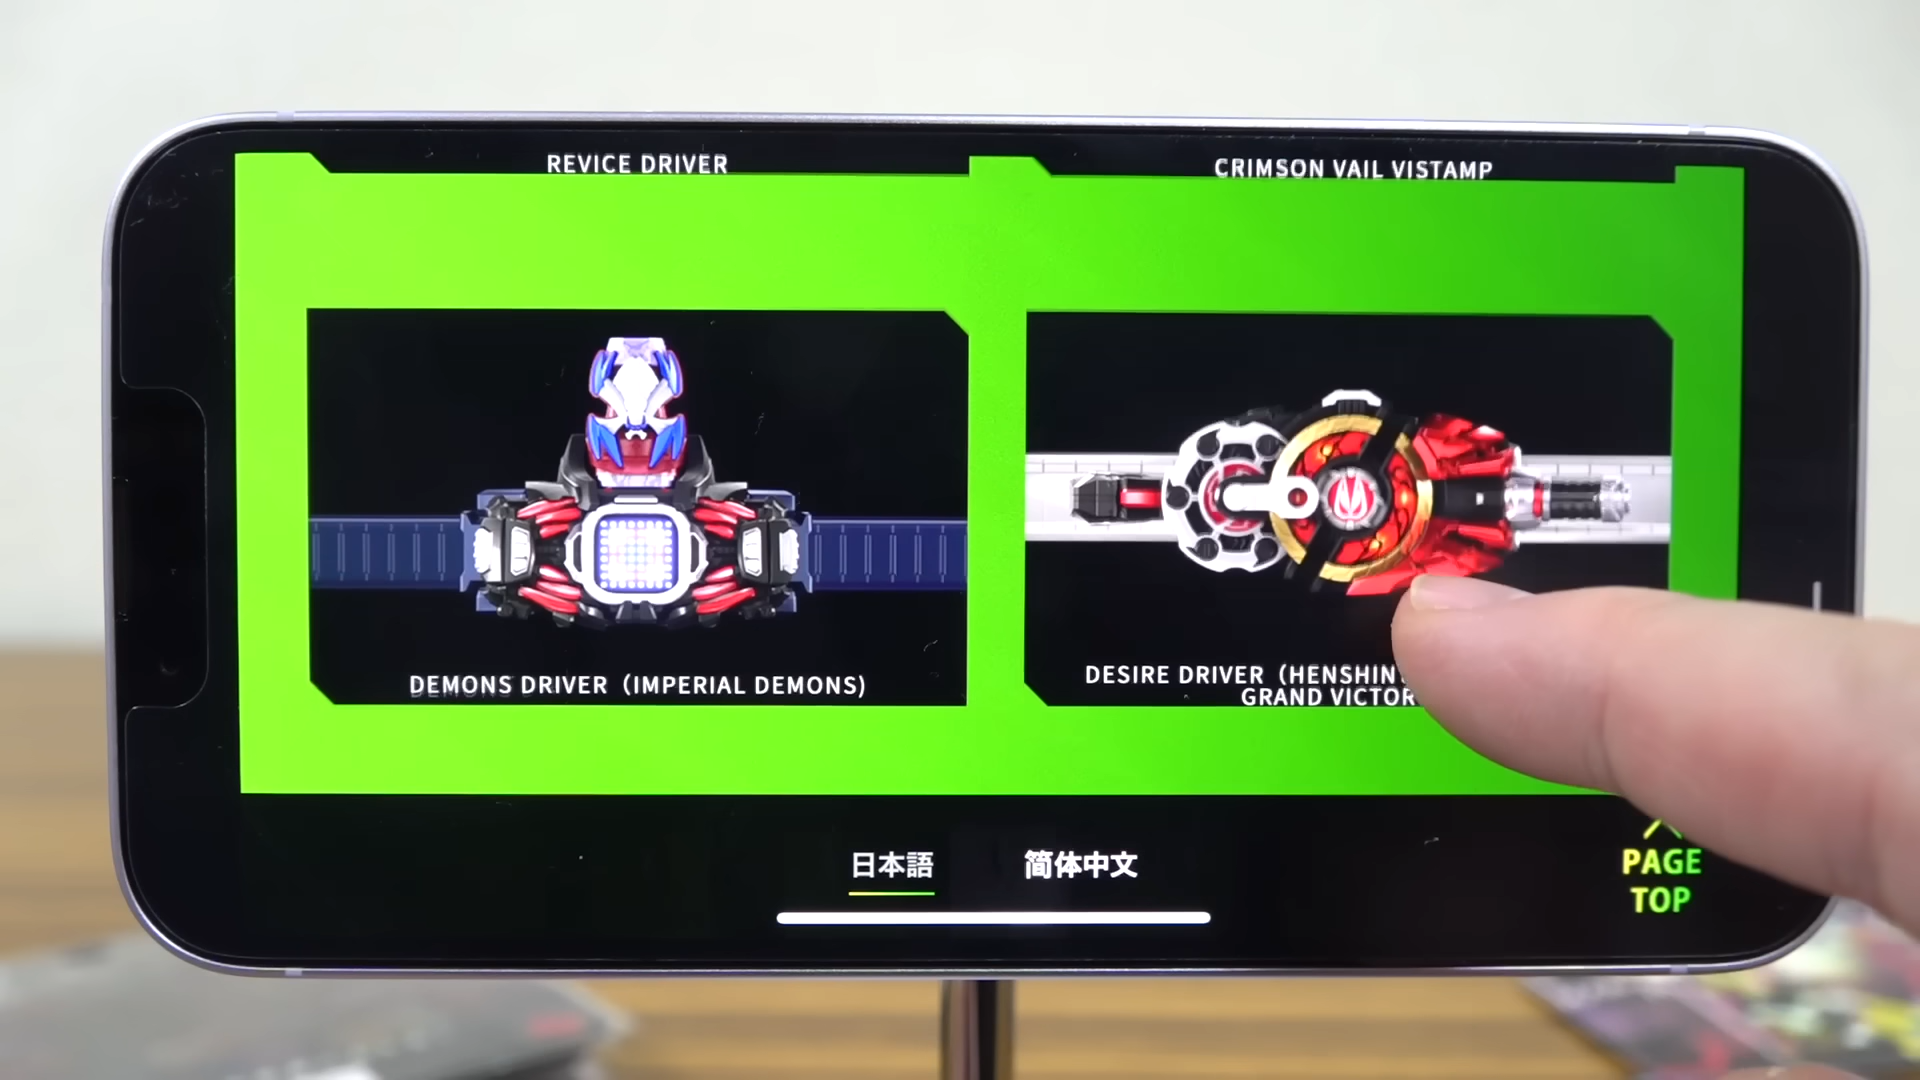 REVICE DRIVER
CRIMSON VAIL VISTAMP
DEMONS DRIVER（IMPERIAL DEMONS）
DESIRE DRIVER（HENSHIN
GRAND VICTOR
日本語
简体中文
PAGE
TOP